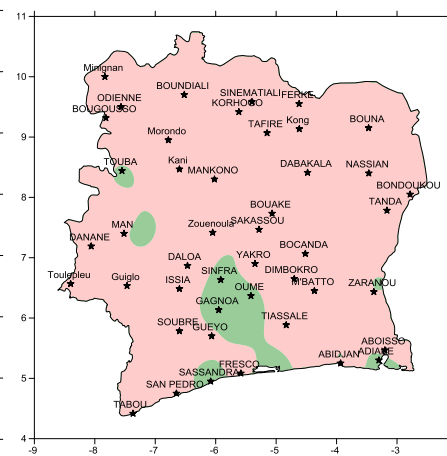 11
10
9
8
7
6
5
4
Minignan
ODIENNE
BOUGOUSSO
BOUNDIALI
SINEMATIALI
FERKE
KORHOGO
TAFIRE
Kong
BOUNA
Morondo
TOUBA
Kani
MANKONO
DABAKALA
NASSIAN
BONDOUKOU
TANDA
BOUAKE
SAKASSOU
Zouenoula
MAN
DANANE
BOCANDA
YAKRO
DALOA
SINFRA
DIMBOKRO
M'BATTO
ZARANOU
Toulepleu
Guiglo
ISSIA
OUME
GAGNOA
TIASSALE
SOUBRE
GUEYO
ABOISSO
ADIAKE
ABIDJAN
FRESCO
SASSANDRA
SAN PEDRO
TABOU
-9
-8
-7
-6
-5
-4
-3